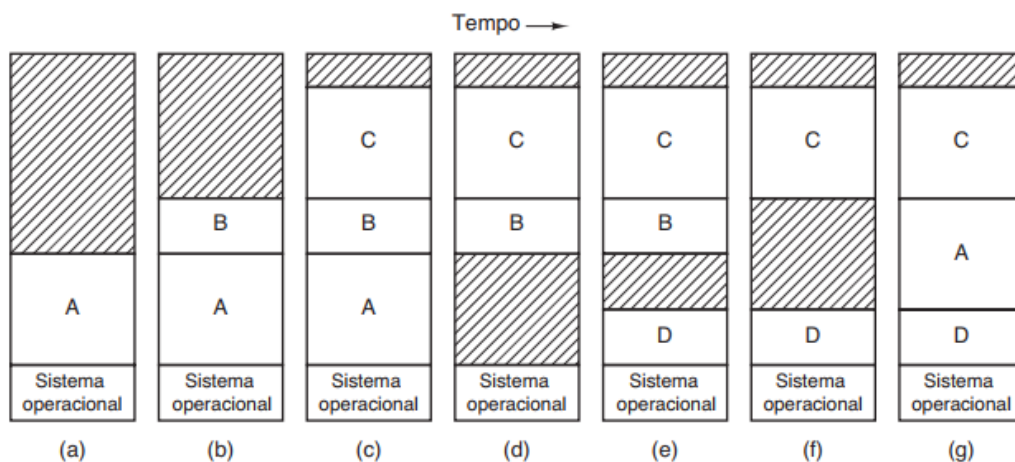 Tempo
C C C C C
B B B B A
A A A D D D
Sistema operacional Sistema operacional Sistema operacional Sistema operacional Sistema operacional Sistema operacional Sistema operacional
(a) (b) (c) (d) (e) (f) (g)